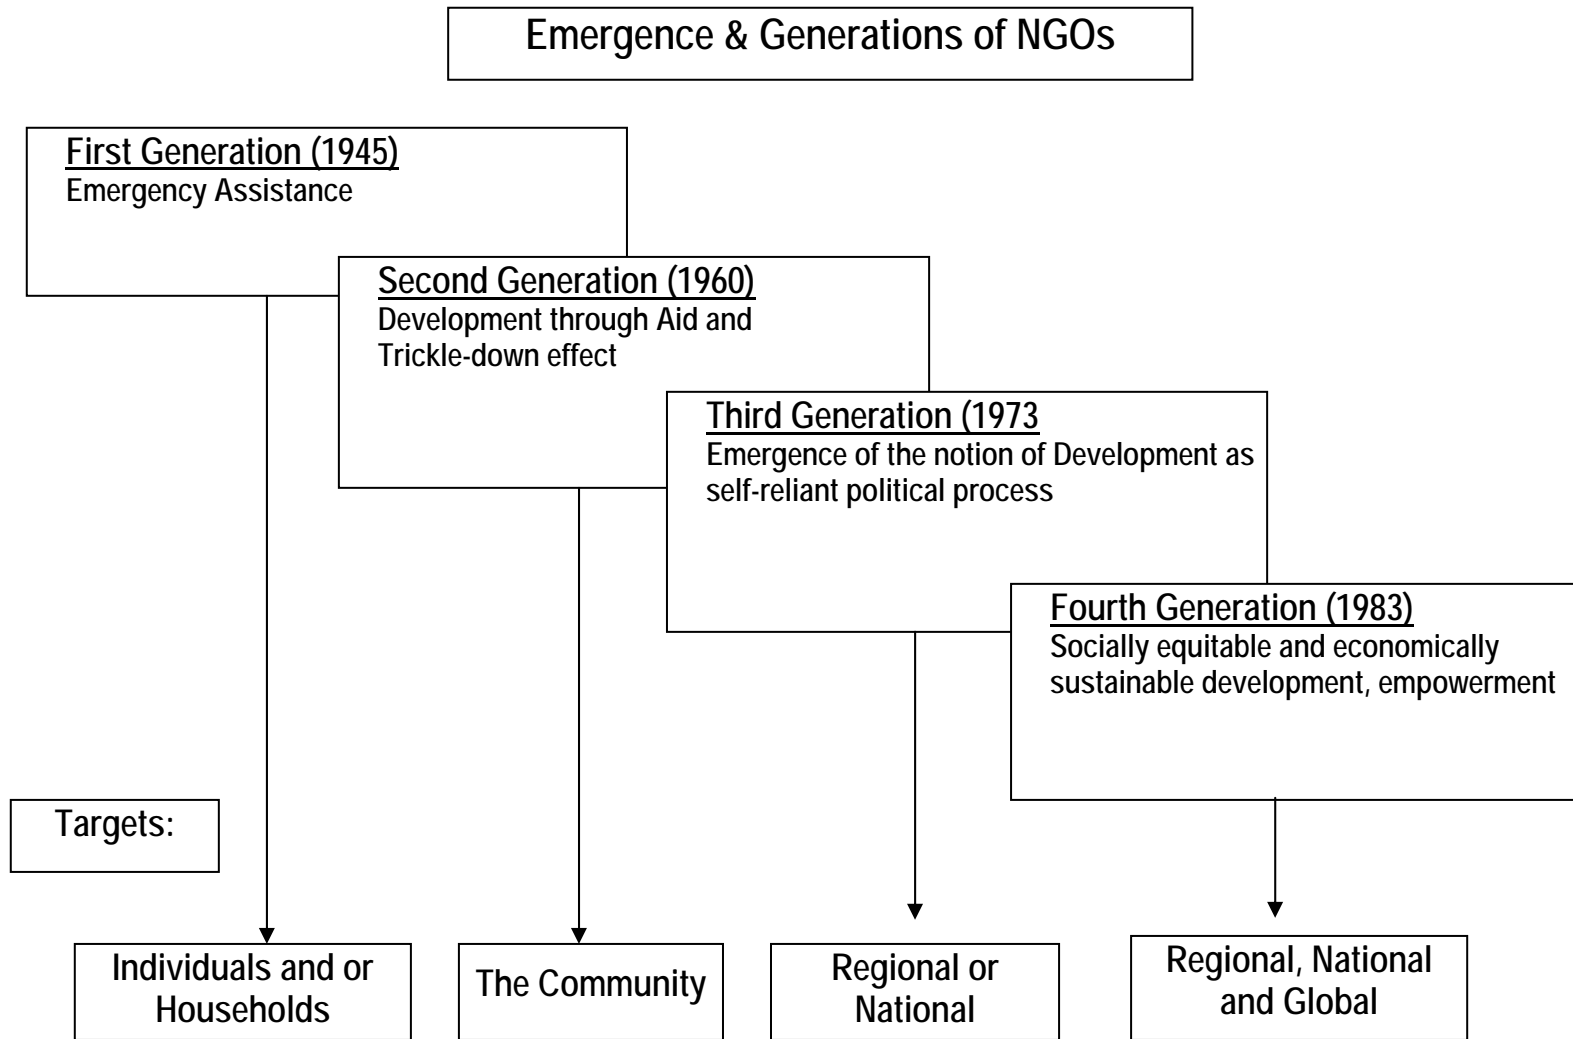 Emergence & Generations of NGOs
First Generation (1945)
Emergency Assistance
Second Generation (1960)
Development through Aid and
Trickle-down effect
Third Generation (1973
Emergence of the notion of Development as
self-reliant political process
Fourth Generation (1983)
Socially equitable and economically
sustainable development, empowerment
Targets:
Individuals and or
Households
The Community
Regional or
National
Regional, National
and Global